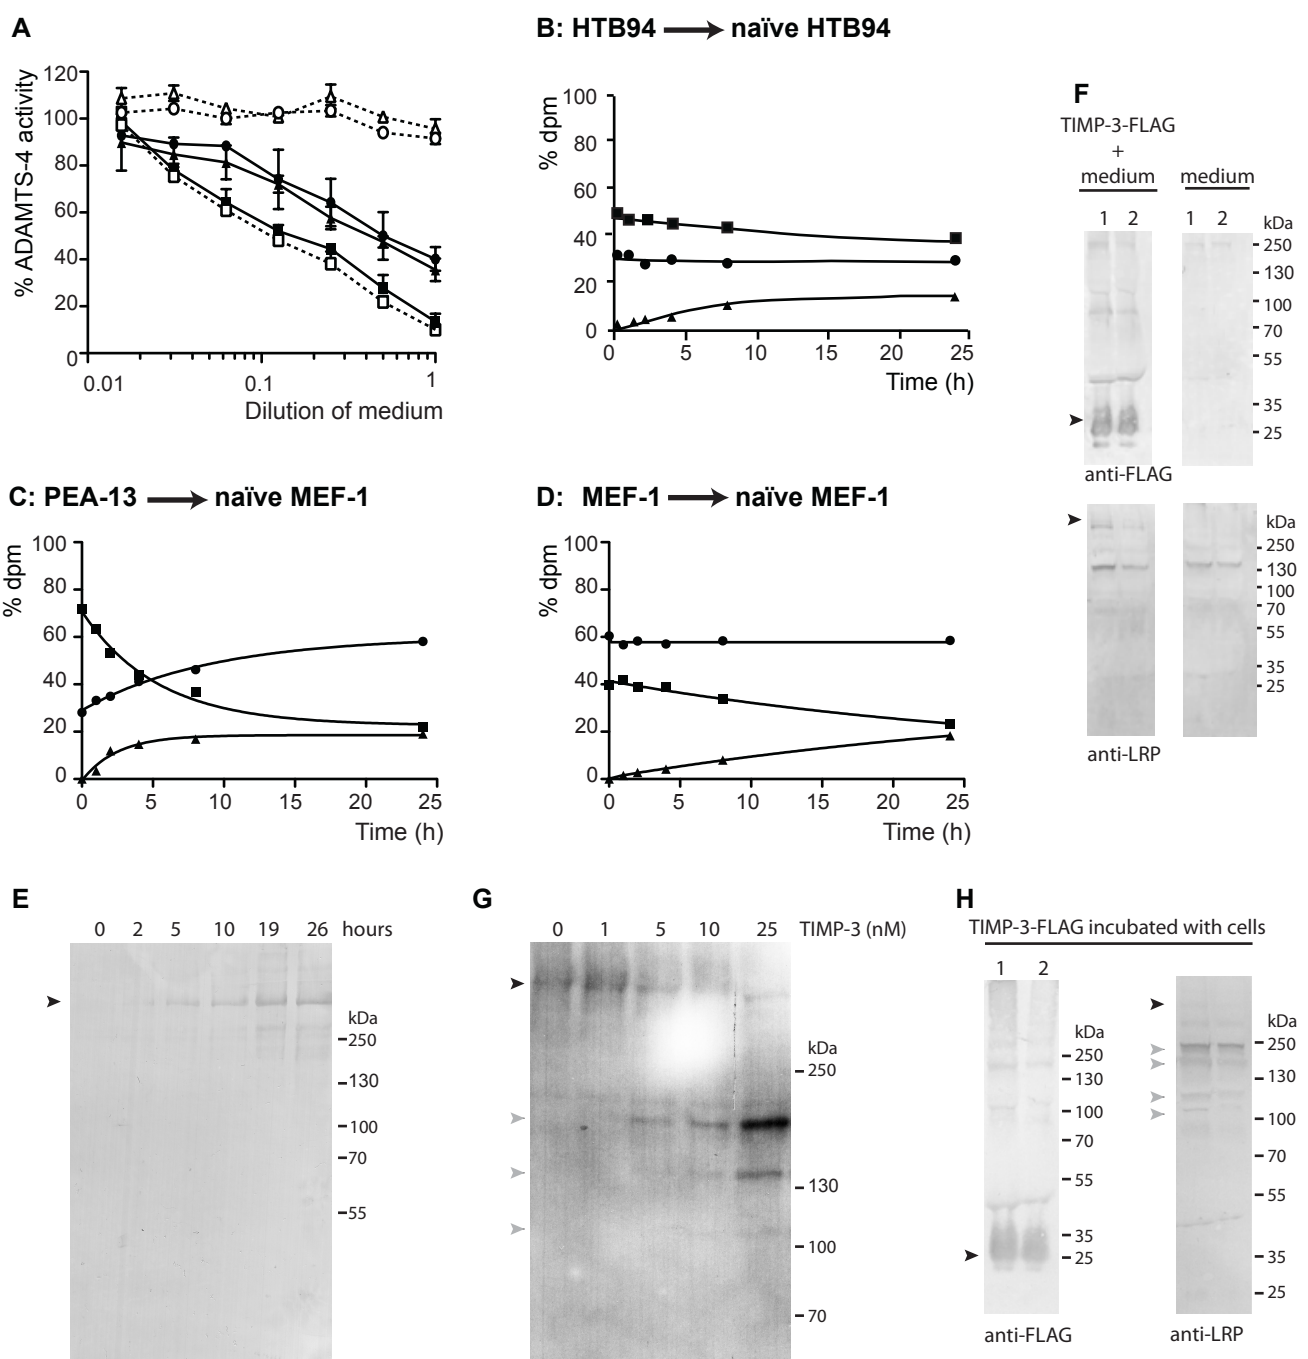 A
% ADAMTS-4 activity
120
100
80
60
40
20
0
0.01
0.1
1
Dilution of medium
B: HTB94 → naïve HTB94
% dpm
100
80
60
40
20
0
0 5 10 15 20 25
Time (h)
C: PEA-13 → naïve MEF-1
% dpm
100
80
60
40
20
0
0 5 10 15 20 25
Time (h)
D: MEF-1 → naïve MEF-1
% dpm
100
80
60
40
20
0
0 5 10 15 20 25
Time (h)
F
TIMP-3-FLAG
+
medium
medium
1 2
1 2
kDa
250
130
100
70
55
35
25
anti-FLAG
kDa
250
130
100
70
55
35
25
anti-LRP
E
0 2 5 10 19 26 hours
kDa
250
130
100
70
55
G
0 1 5 10 25 TIMP-3 (nM)
kDa
250
130
100
70
H
TIMP-3-FLAG incubated with cells
1 2
kDa
250
130
100
70
55
35
25
anti-FLAG
kDa
250
130
100
70
55
35
25
anti-LRP